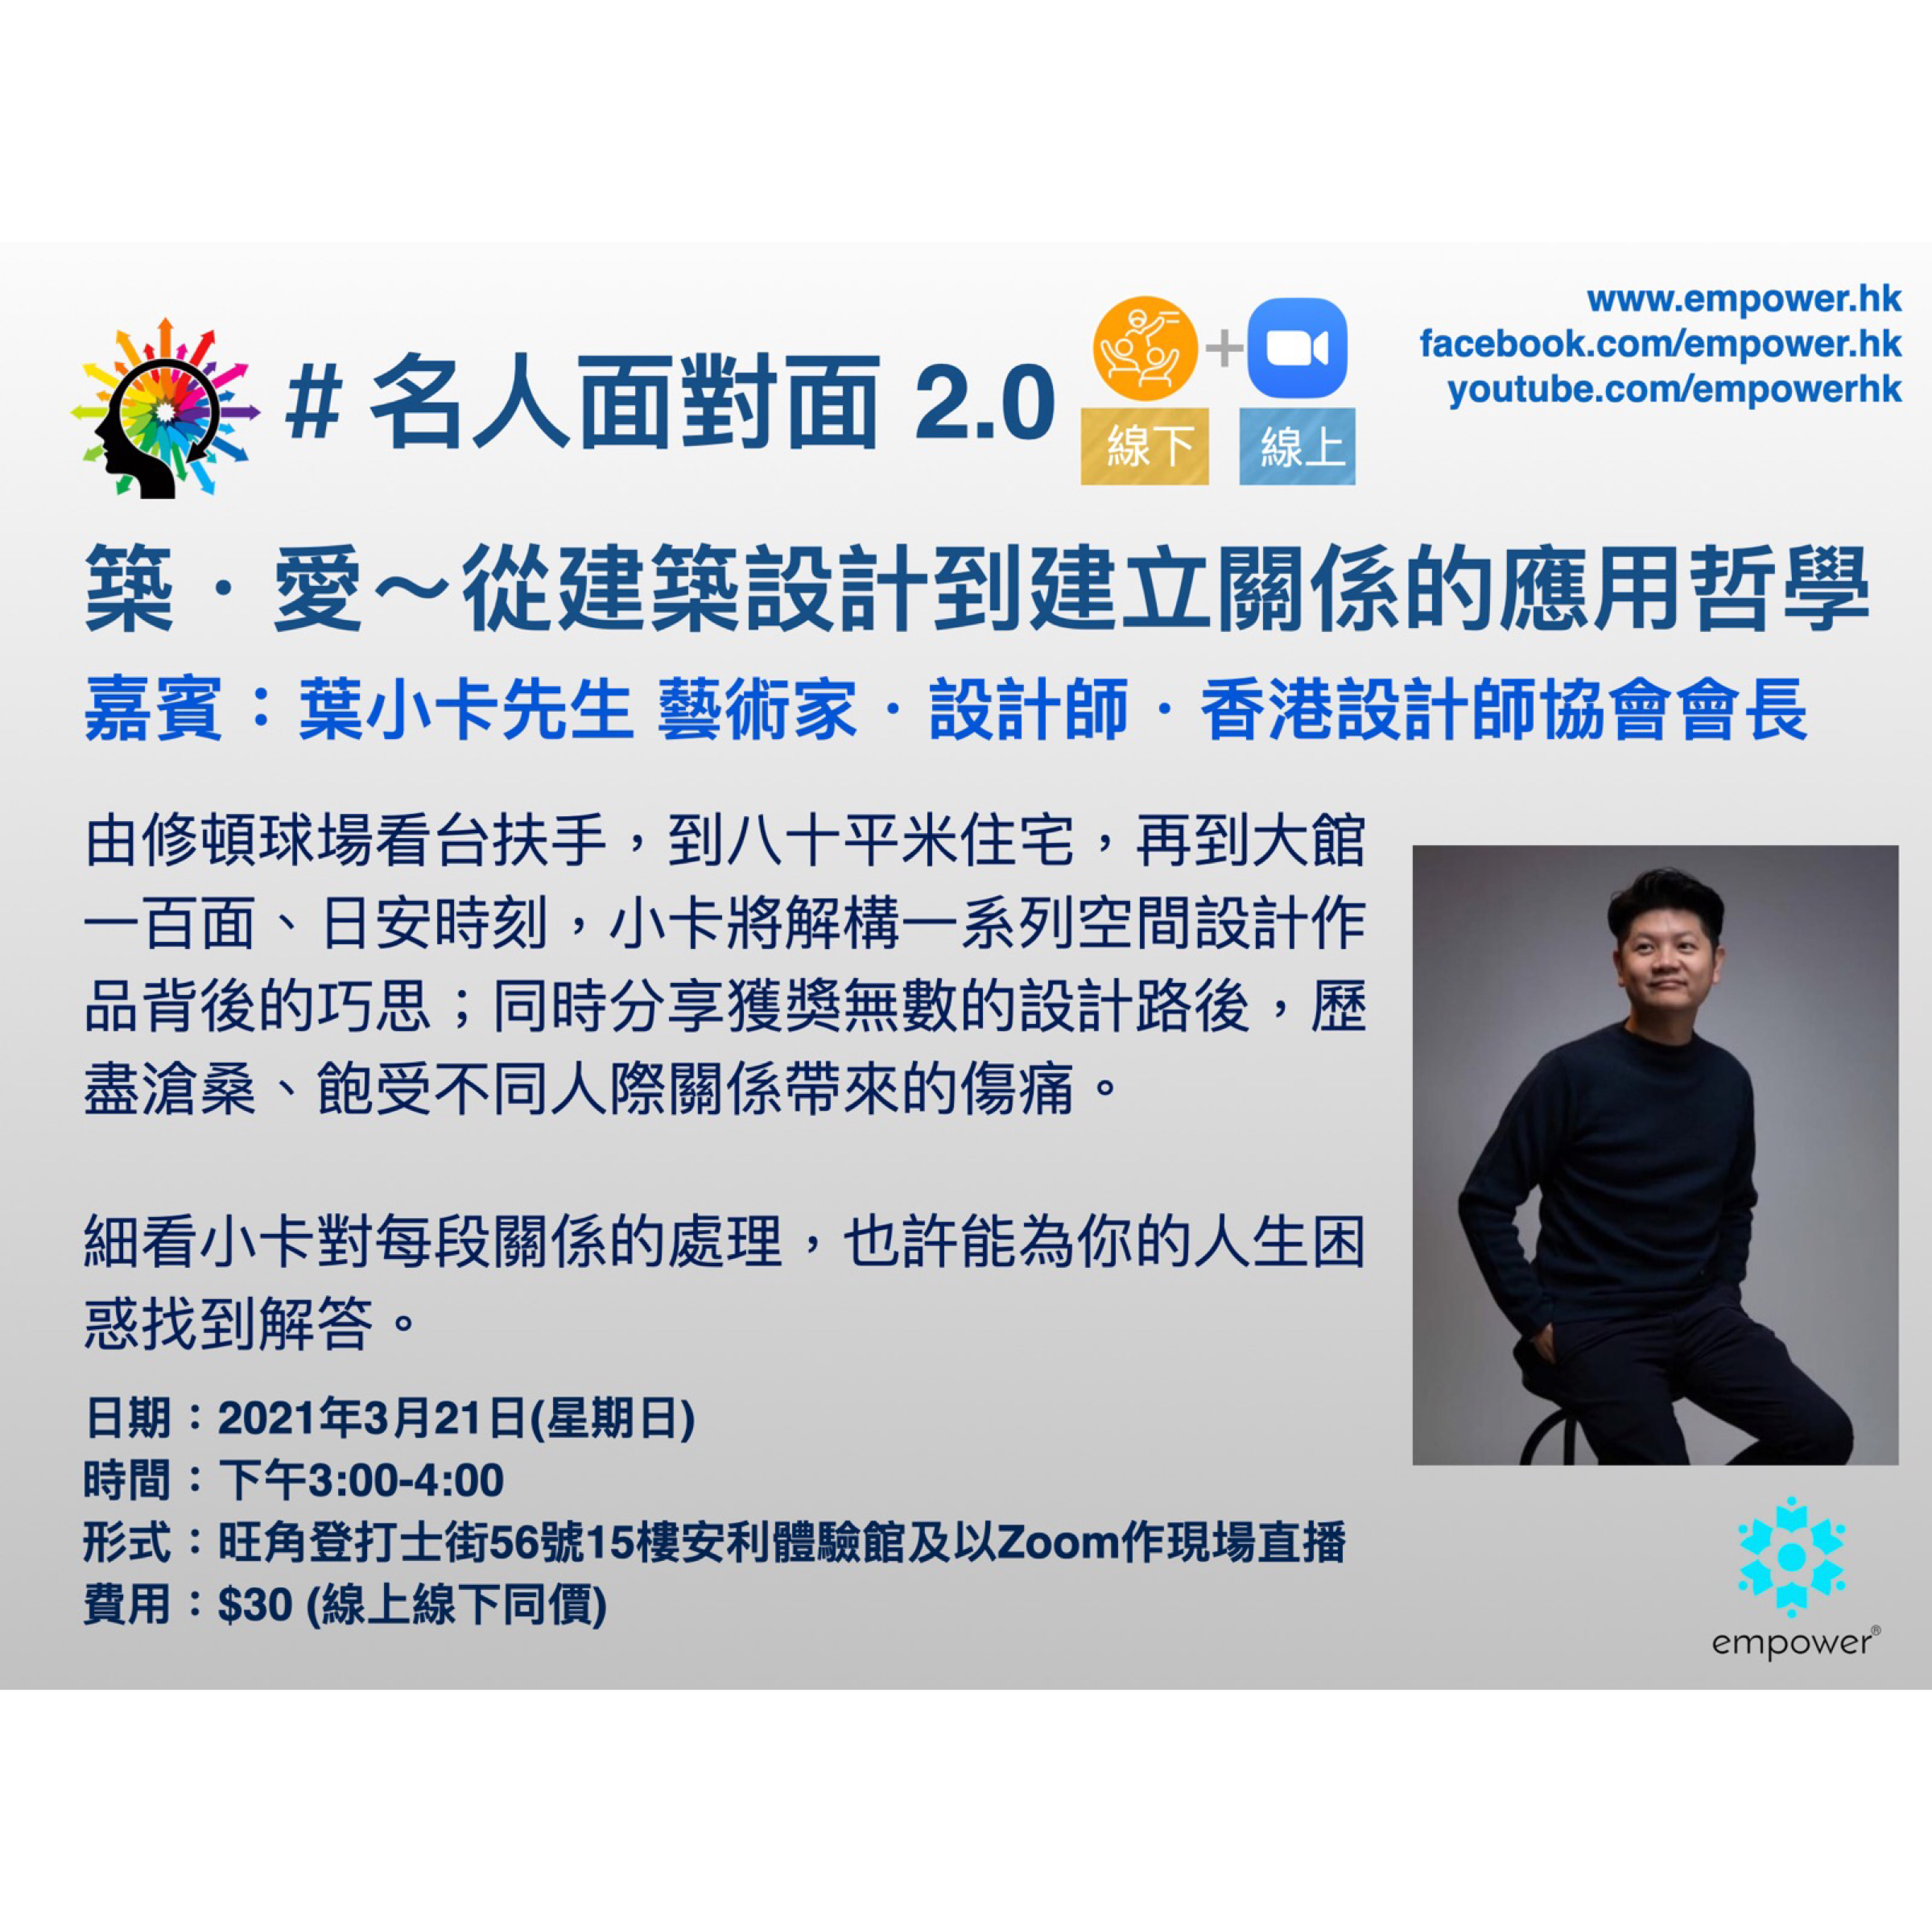 www.empower.hk
facebook.com/empower.hk
youtube.com/empowerhk
# 名人面對面 2.0
線下 + 線上
築．愛～從建築設計到建立關係的應用哲學
嘉賓：葉小卡先生 藝術家．設計師．香港設計師協會會長
由修頓球場看台扶手，到八十平米住宅，再到大館
一百面、日安時刻，小卡將解構一系列空間設計作
品背後的巧思；同時分享獲獎無數的設計路後，歷
盡滄桑、飽受不同人際關係帶來的傷痛。
細看小卡對每段關係的處理，也許能為你的人生困
惑找到解答。
日期：2021年3月21日(星期日)
時間：下午3:00-4:00
形式：旺角登打士街56號15樓安利體驗館及以Zoom作現場直播
費用：$30 (線上線下同價)
empower®